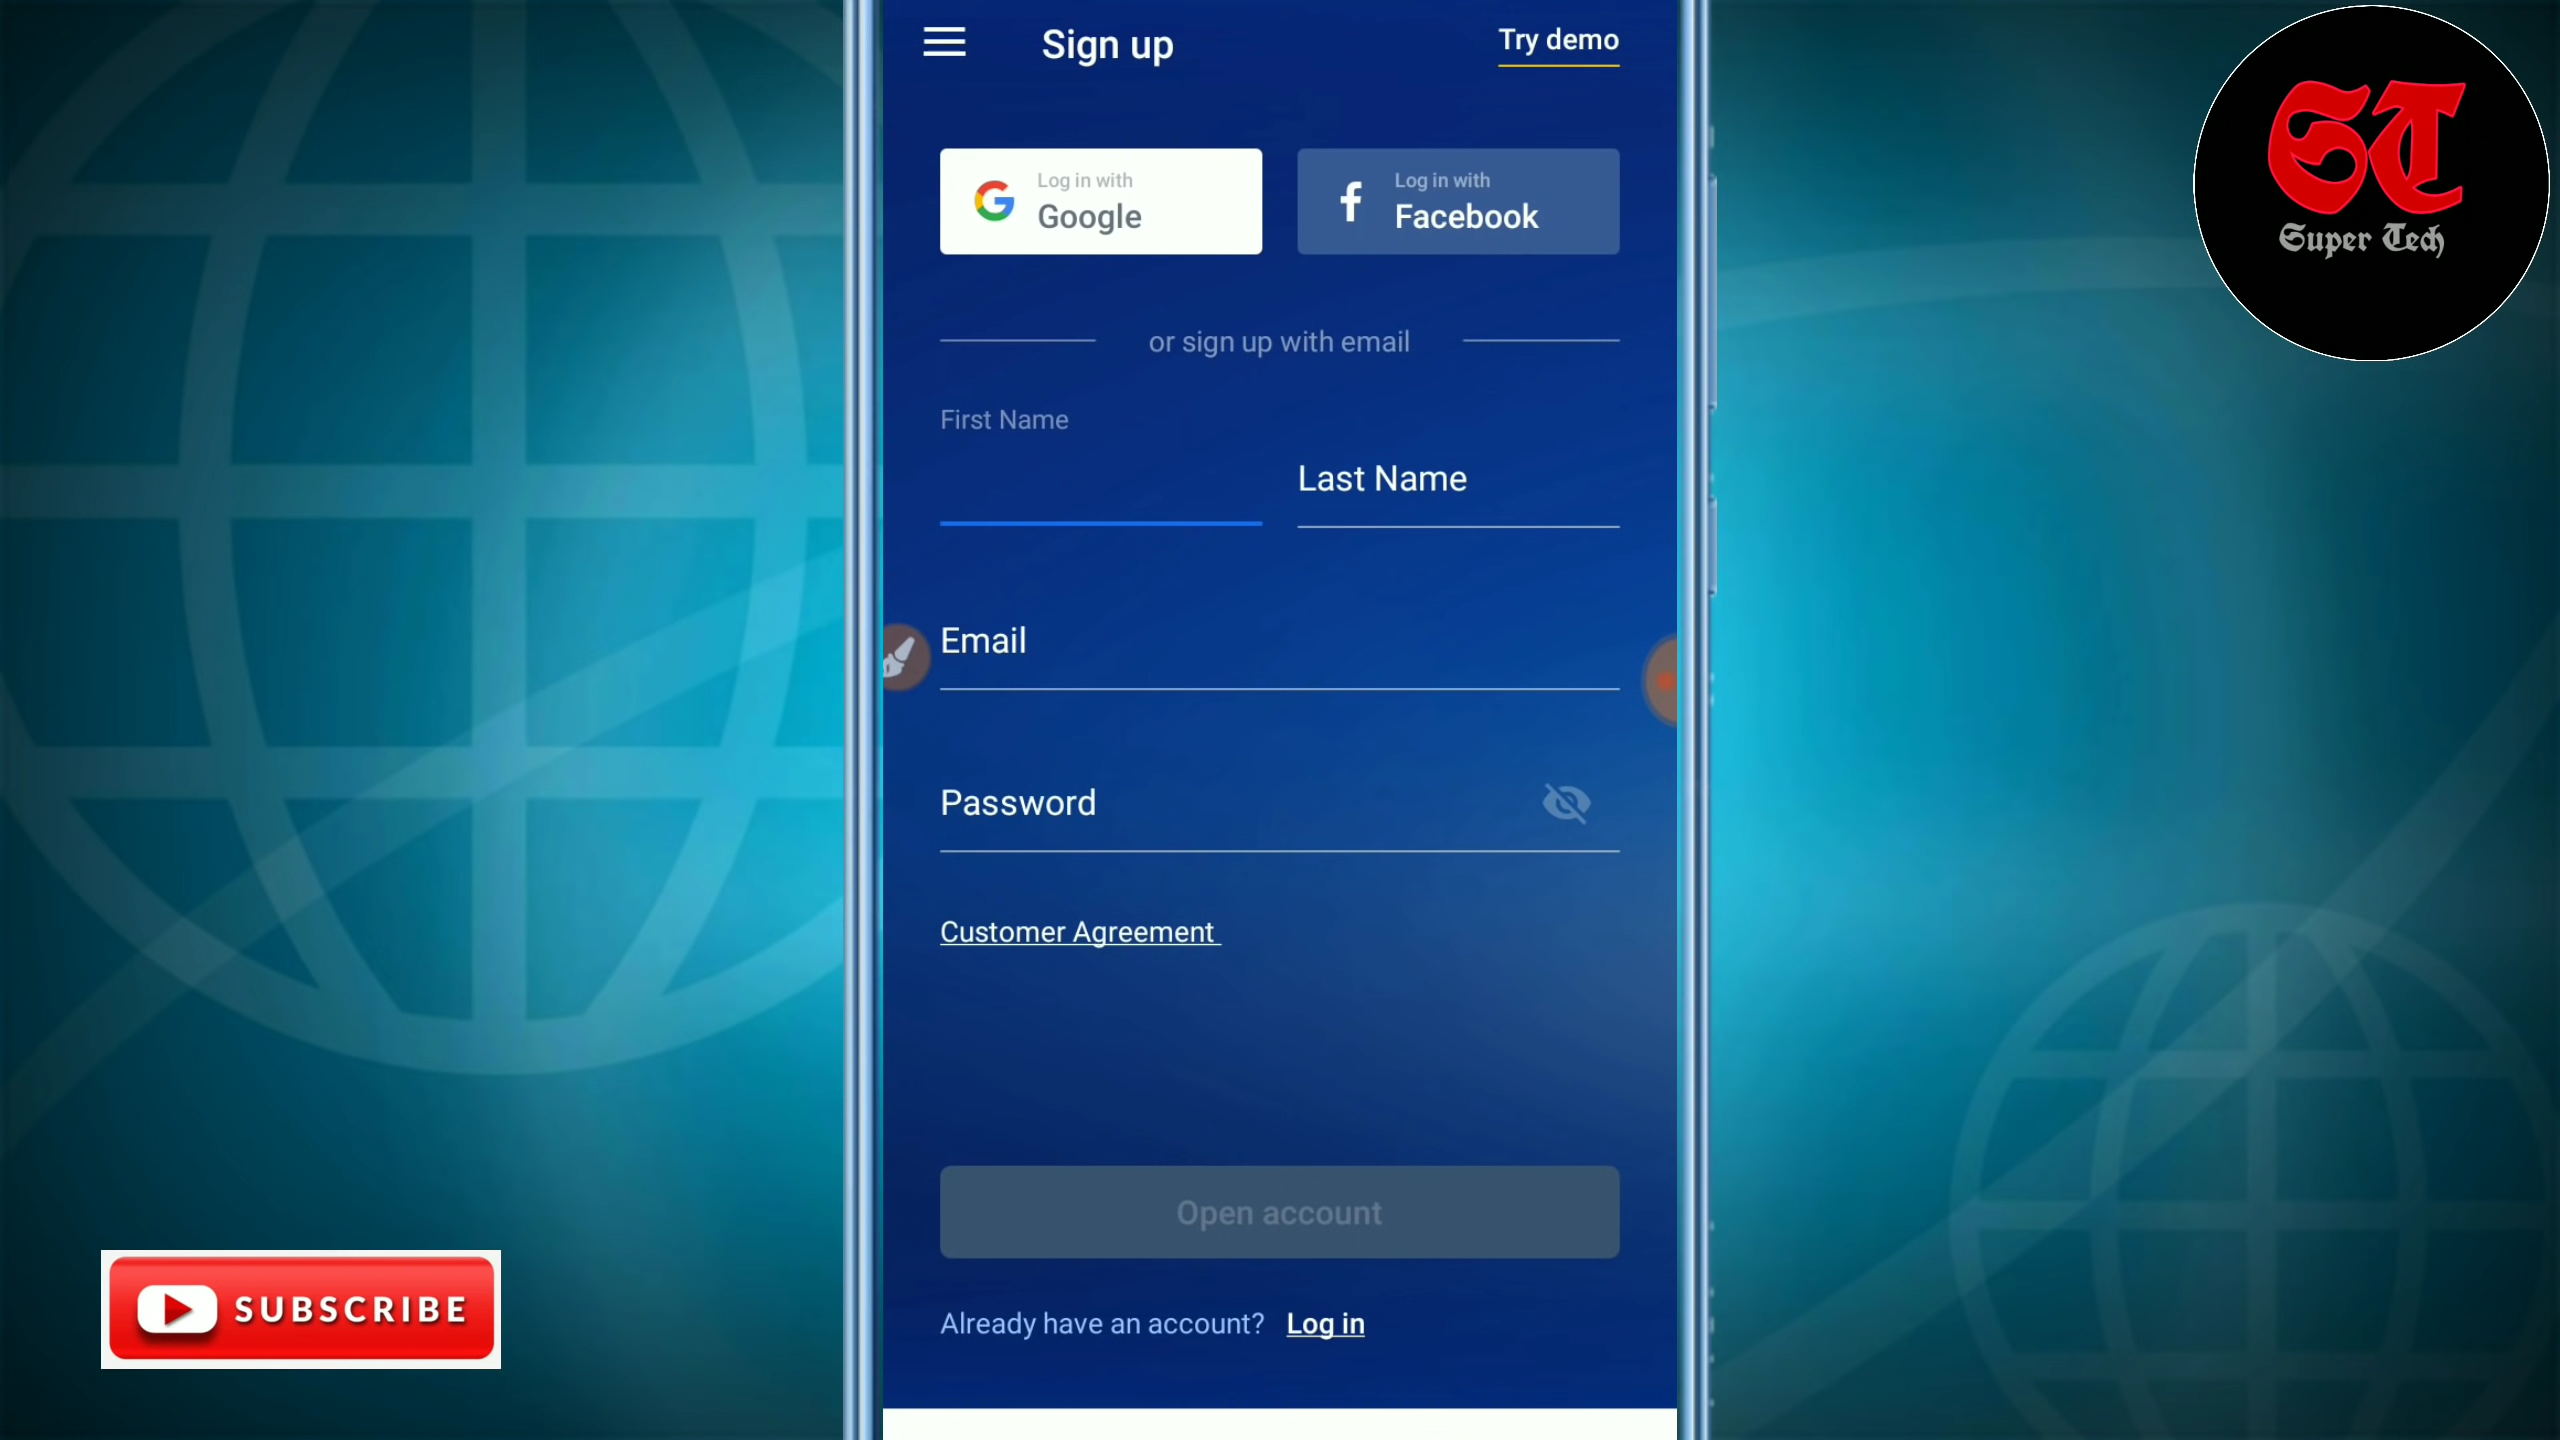 Sign up
Try demo
Log in with
Google
Log in with
Facebook
or sign up with email
First Name
Last Name
Email
Password
Customer Agreement
Open account
Already have an account? Log in
ST
Super Tech
SUBSCRIBE